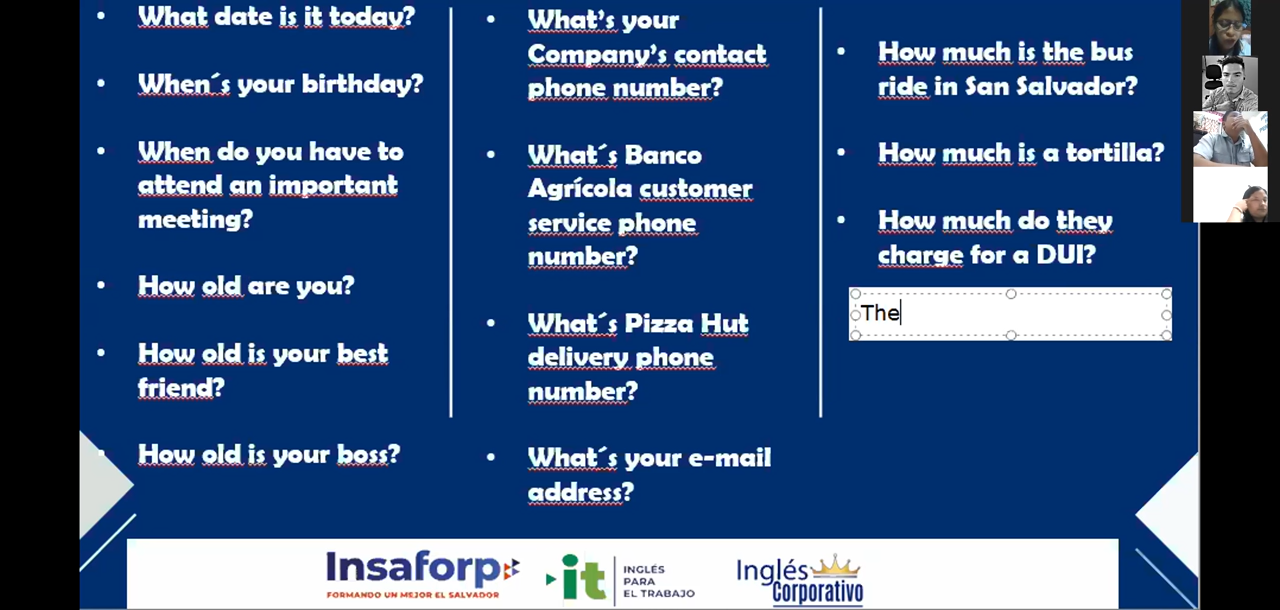 What date is it today?
When´s your birthday?
When do you have to
attend an important
meeting?
How old are you?
How old is your best
friend?
How old is your boss?
What’s your
Company’s contact
phone number?
What´s Banco
Agrícola customer
service phone
number?
What´s Pizza Hut
delivery phone
number?
What´s your e-mail
address?
How much is the bus
ride in San Salvador?
How much is a tortilla?
How much do they
charge for a DUI?
The
Insaforp
FORMANDO UN MEJOR EL SALVADOR
it
INGLÉS
PARA
EL TRABAJO
Inglés
Corporativo